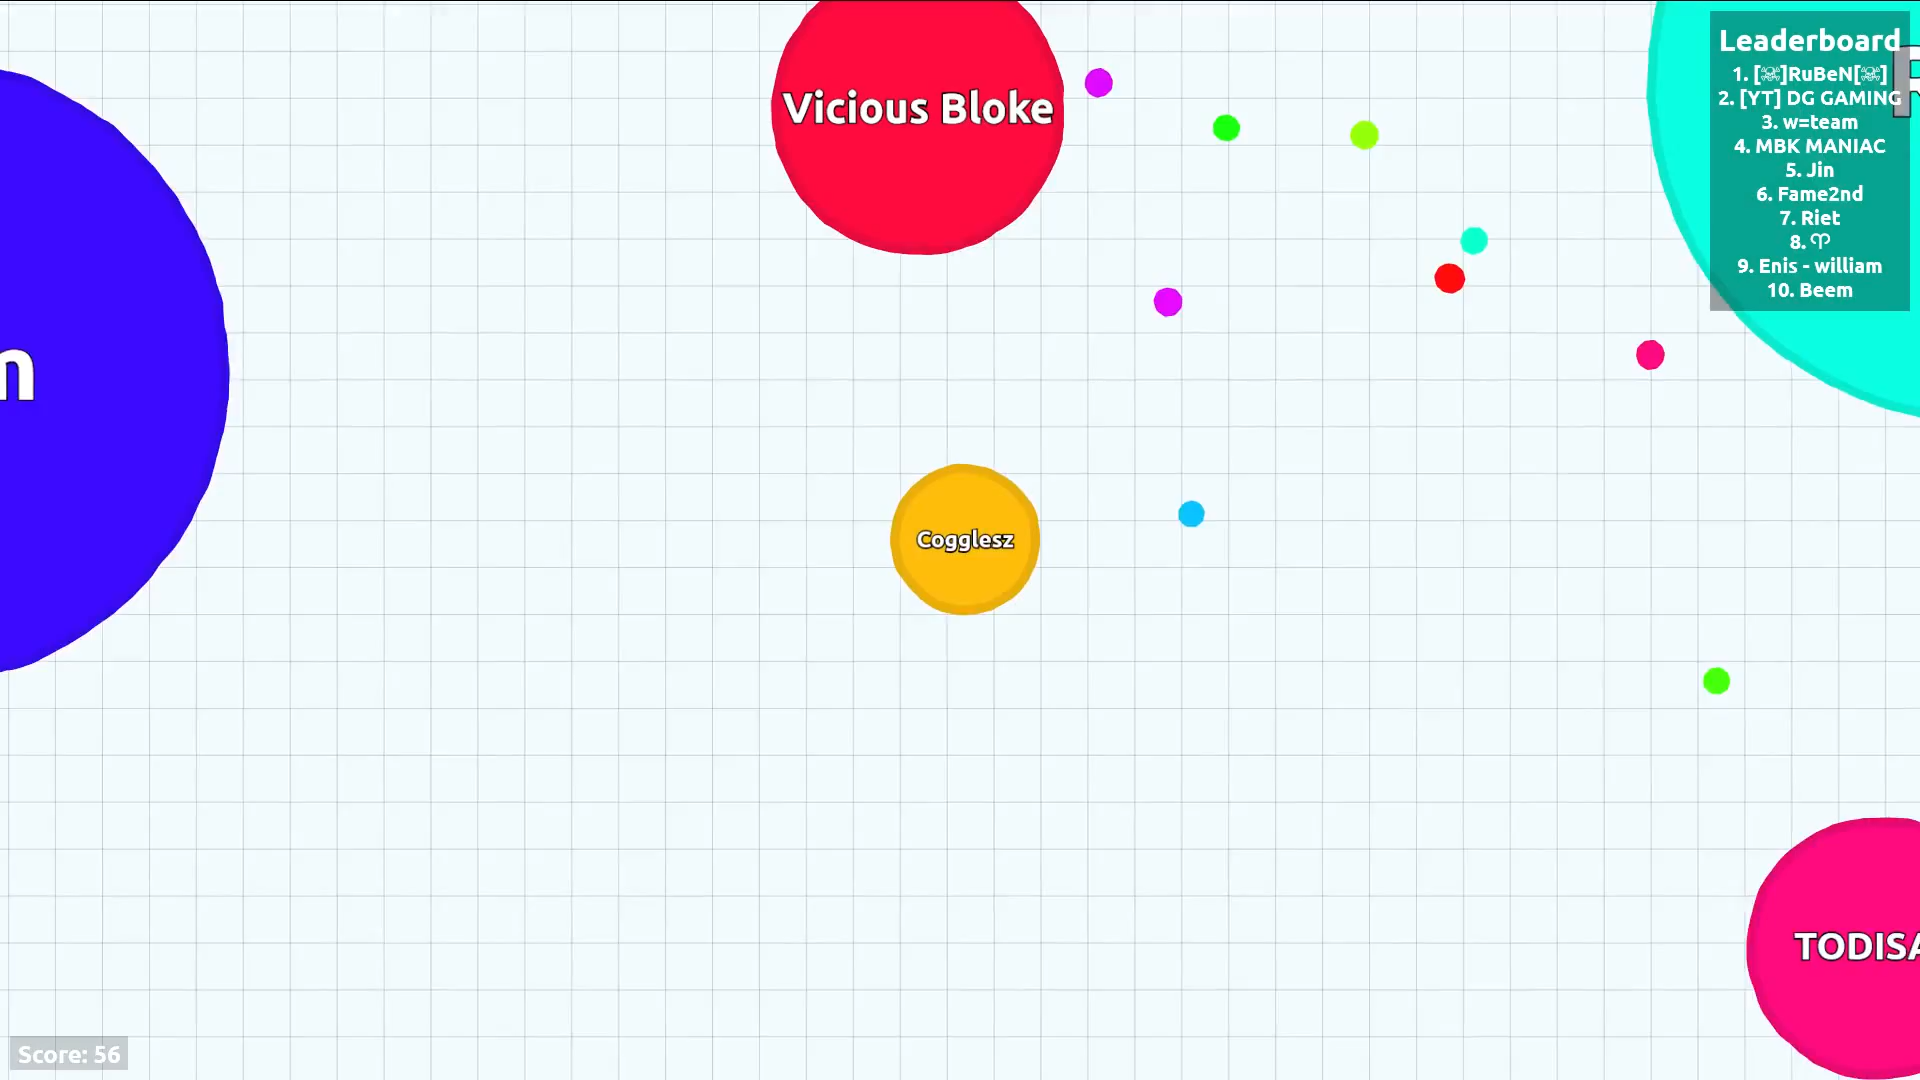 Vicious Bloke
Leaderboard
1. [☠]RuBeN[☠]
2. [YT] DG GAMING
3. w=team
4. MBK MANIAC
5. Jin
6. Fame2nd
7. Riet
8. ♈
9. Enis - william
10. Beem
m
Cogglesz
TODISA
Score: 56